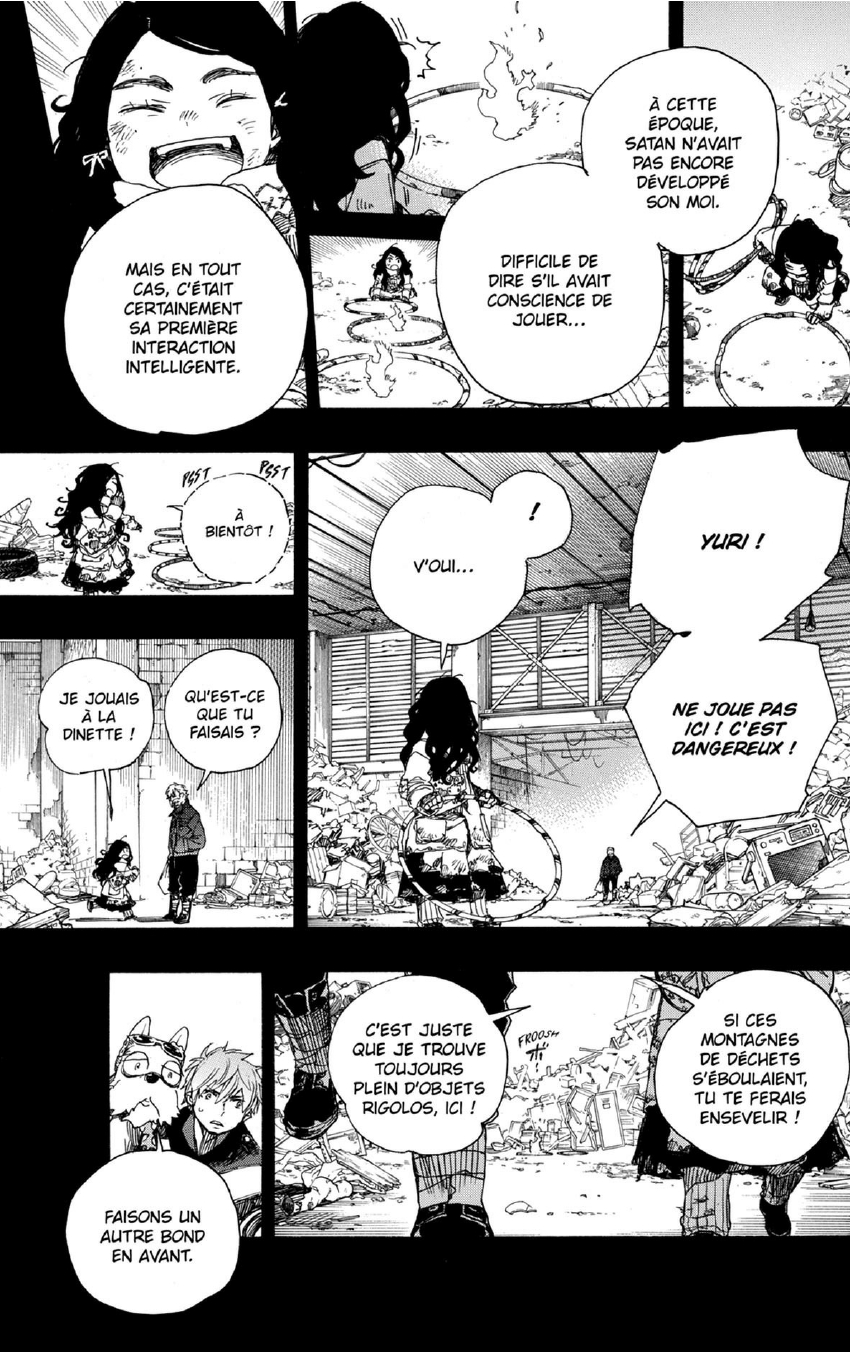 À CETTE
ÉPOQUE,
SATAN N'AVAIT
PAS ENCORE
DÉVELOPPÉ
SON MOI.
DIFFICILE DE
DIRE S'IL AVAIT
CONSCIENCE DE
JOUER...
MAIS EN TOUT
CAS, C'ÉTAIT
CERTAINEMENT
SA PREMIÈRE
INTERACTION
INTELLIGENTE.
YURI !
NE JOUE PAS
ICI ! C'EST
DANGEREUX !
!
V'OUI...
PSST
PSST
À
BIENTÔT !
QU'EST-CE
QUE TU
FAISAIS ?
JE JOUAIS
À LA
DINETTE !
SI CES
MONTAGNES
DE DÉCHETS
S'ÉBOULAIENT,
TU TE FERAIS
ENSEVELIR !
FROOSH
C'EST JUSTE
QUE JE TROUVE
TOUJOURS
PLEIN D'OBJETS
RIGOLOS, ICI !
FAISONS UN
AUTRE BOND
EN AVANT.